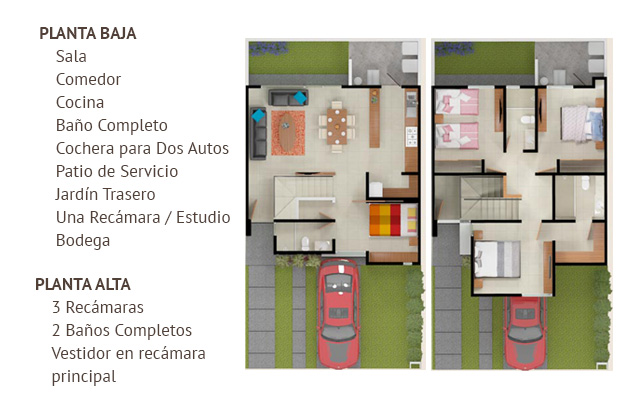 PLANTA BAJA
Sala
Comedor
Cocina
Baño Completo
Cochera para Dos Autos
Patio de Servicio
Jardín Trasero
Una Recámara / Estudio
Bodega
PLANTA ALTA
3 Recámaras
2 Baños Completos
Vestidor en recámara
principal